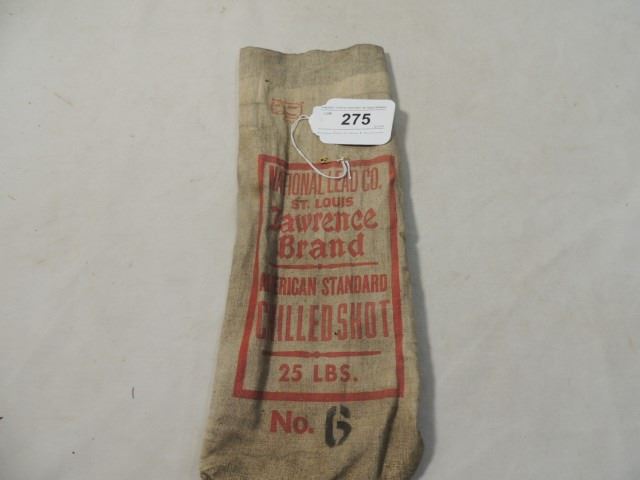 275
NATIONAL LEAD CO.
ST. LOUIS
Lawrence
Brand
AMERICAN STANDARD
CHILLED SHOT
25 LBS.
No. 6